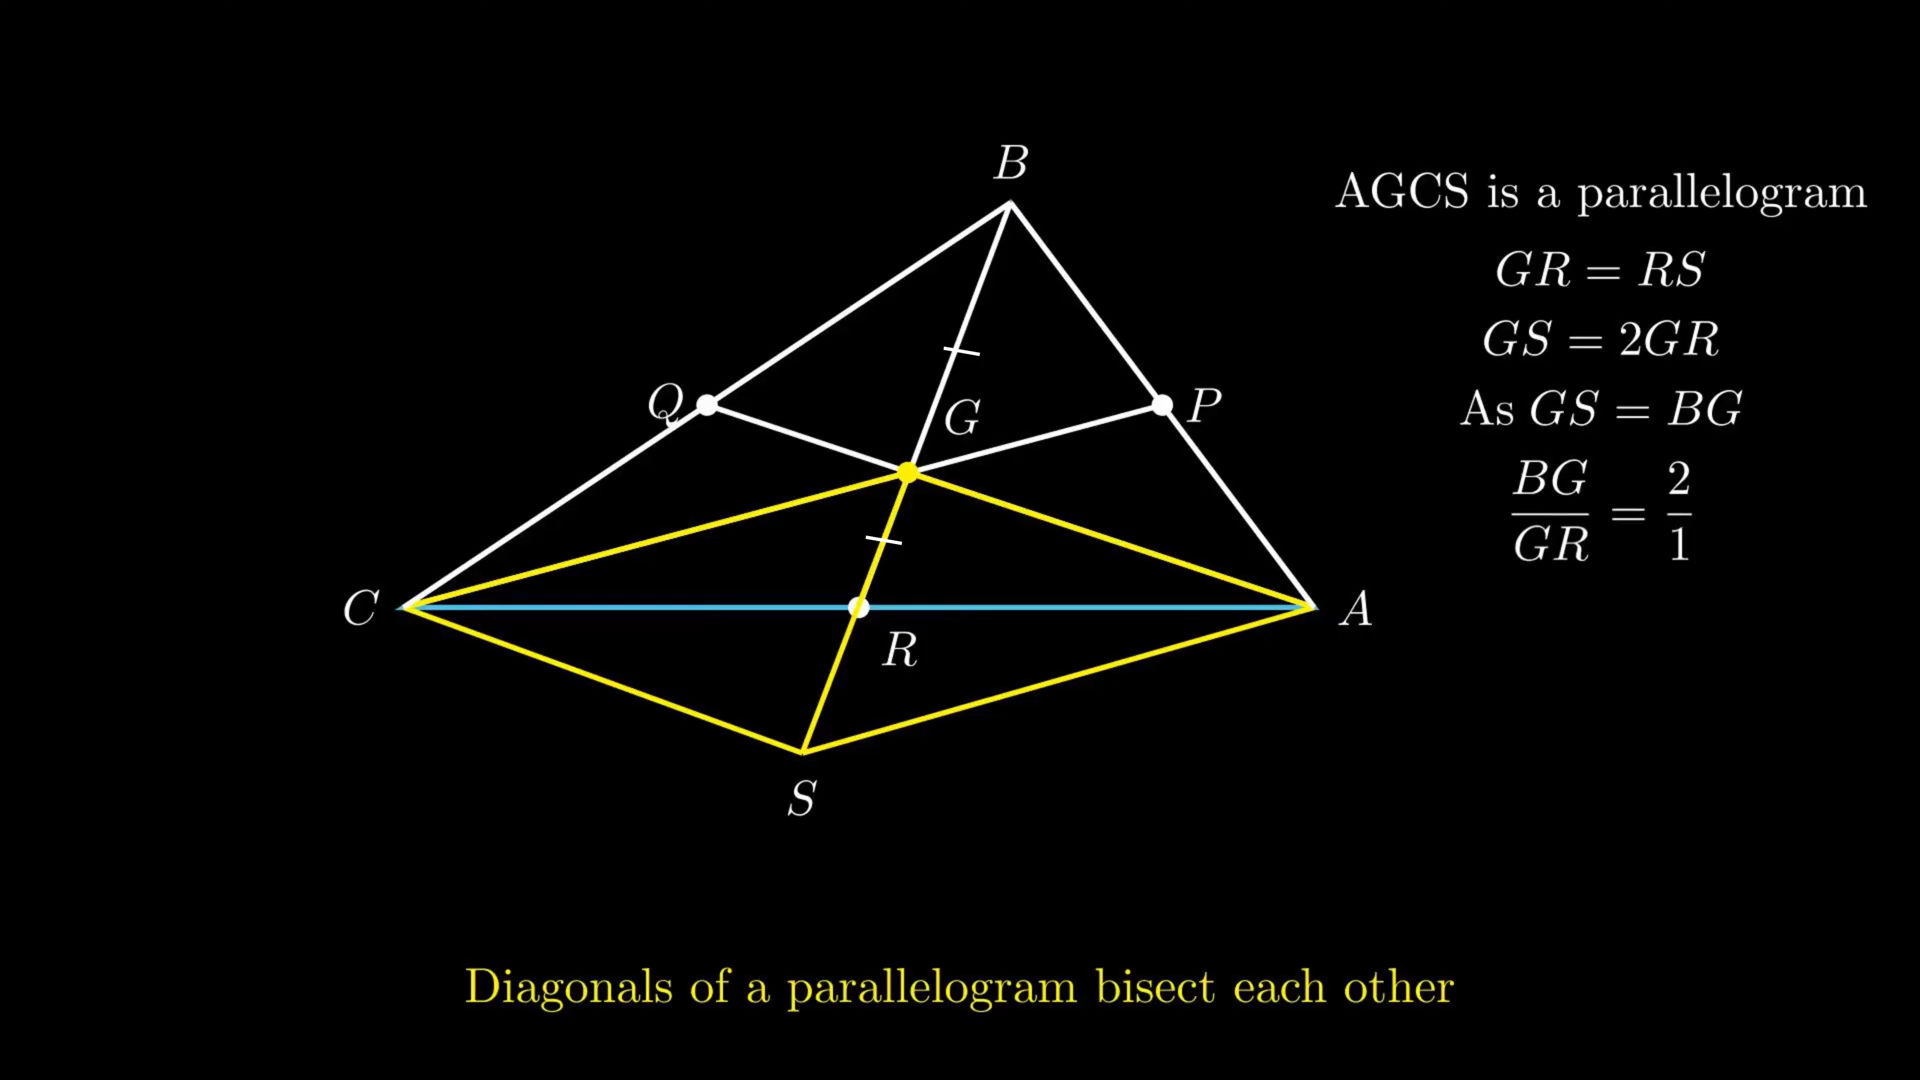 B
AGCS is a parallelogram
GR = RS
GS = 2GR
As GS = BG
BG/GR = 2/1
Q
G
P
C
R
A
S
Diagonals of a parallelogram bisect each other